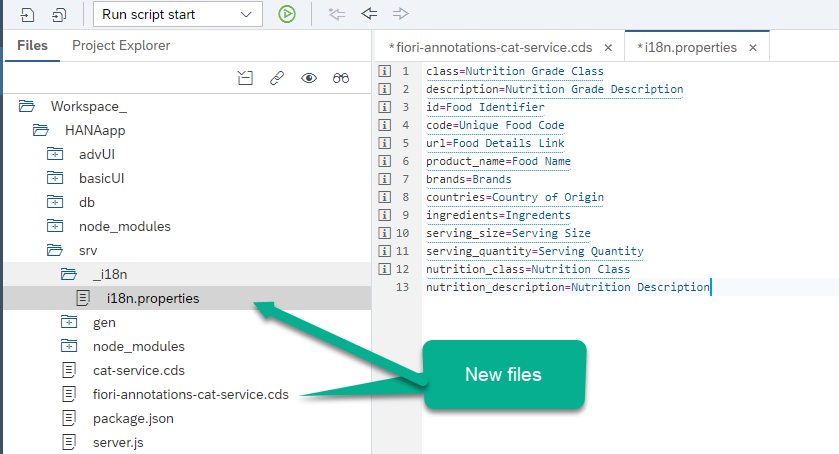 Run script start
Files
Project Explorer
*fiori-annotations-cat-service.cds ×
*i18n.properties ×
Workspace_
HANAapp
advUI
basicUI
db
node_modules
srv
_i18n
i18n.properties
gen
node_modules
cat-service.cds
fiori-annotations-cat-service.cds
package.json
server.js
1 class=Nutrition Grade Class
2 description=Nutrition Grade Description
3 id=Food Identifier
4 code=Unique Food Code
5 url=Food Details Link
6 product_name=Food Name
7 brands=Brands
8 countries=Country of Origin
9 ingredients=Ingredents
10 serving_size=Serving Size
11 serving_quantity=Serving Quantity
12 nutrition_class=Nutrition Class
13 nutrition_description=Nutrition Description
New files